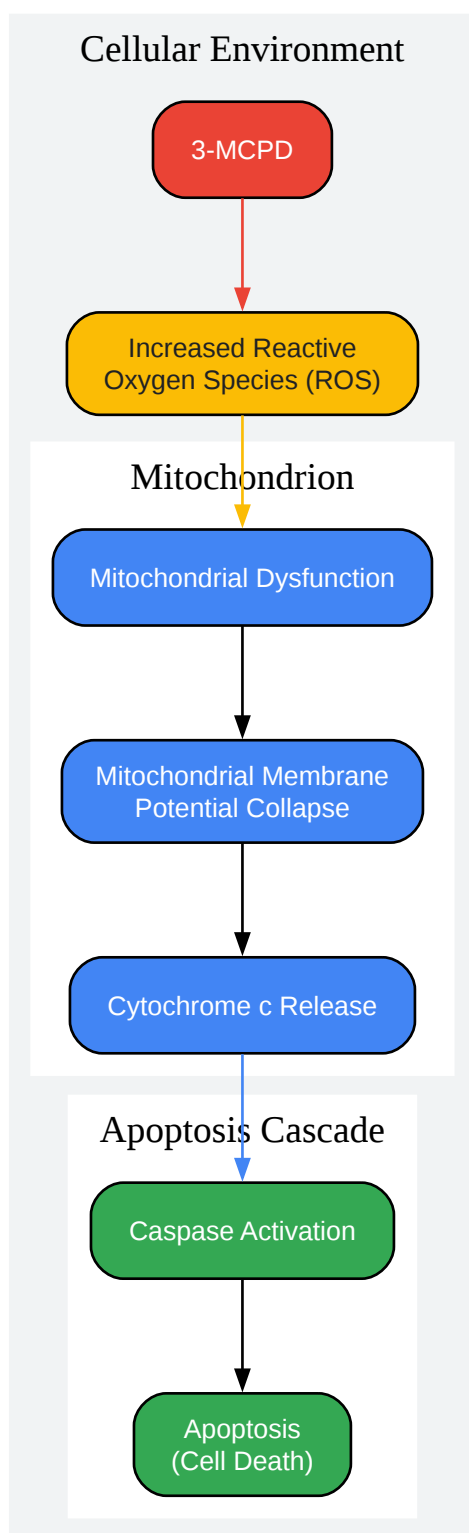 Cellular Environment
3-MCPD
Increased Reactive
Oxygen Species (ROS)
Mitochondrion
Mitochondrial Dysfunction
Mitochondrial Membrane
Potential Collapse
Cytochrome c Release
Apoptosis Cascade
Caspase Activation
Apoptosis
(Cell Death)